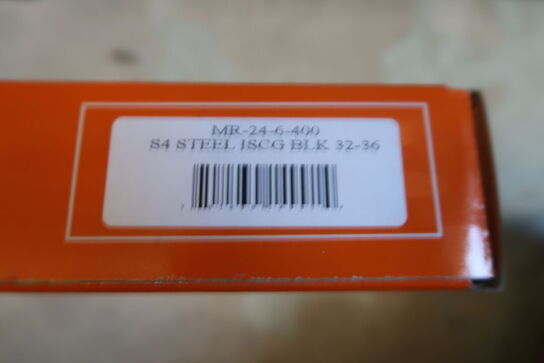 MR-24-6-400
S4 STEEL ISCG BLK 32-36